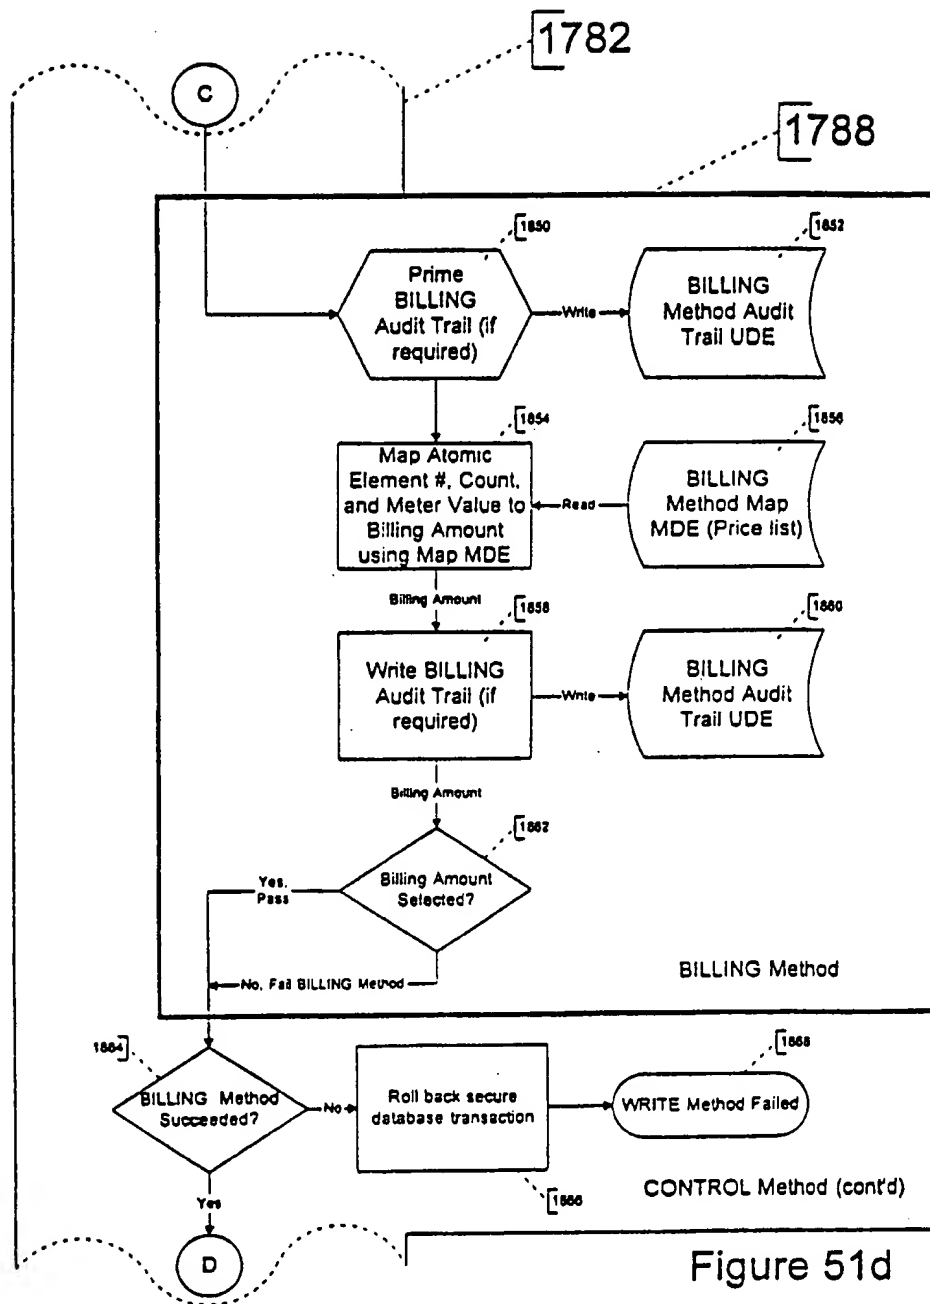 1782
C
1788
1850
1852
Prime
BILLING
Audit Trail (if
required)
Write
BILLING
Method Audit
Trail UDE
1854
1856
Map Atomic
Element #, Count,
and Meter Value to
Billing Amount
using Map MDE
Read
BILLING
Method Map
MDE (Price list)
Billing Amount
1858
1860
Write BILLING
Audit Trail (if
required)
Write
BILLING
Method Audit
Trail UDE
Billing Amount
1862
Billing Amount
Selected?
Yes,
Pass
No, Fail BILLING Method
BILLING Method
1864
BILLING Method
Succeeded?
No
Roll back secure
database transaction
1868
WRITE Method Failed
1866
CONTROL Method (cont'd)
Yes
D
Figure 51d